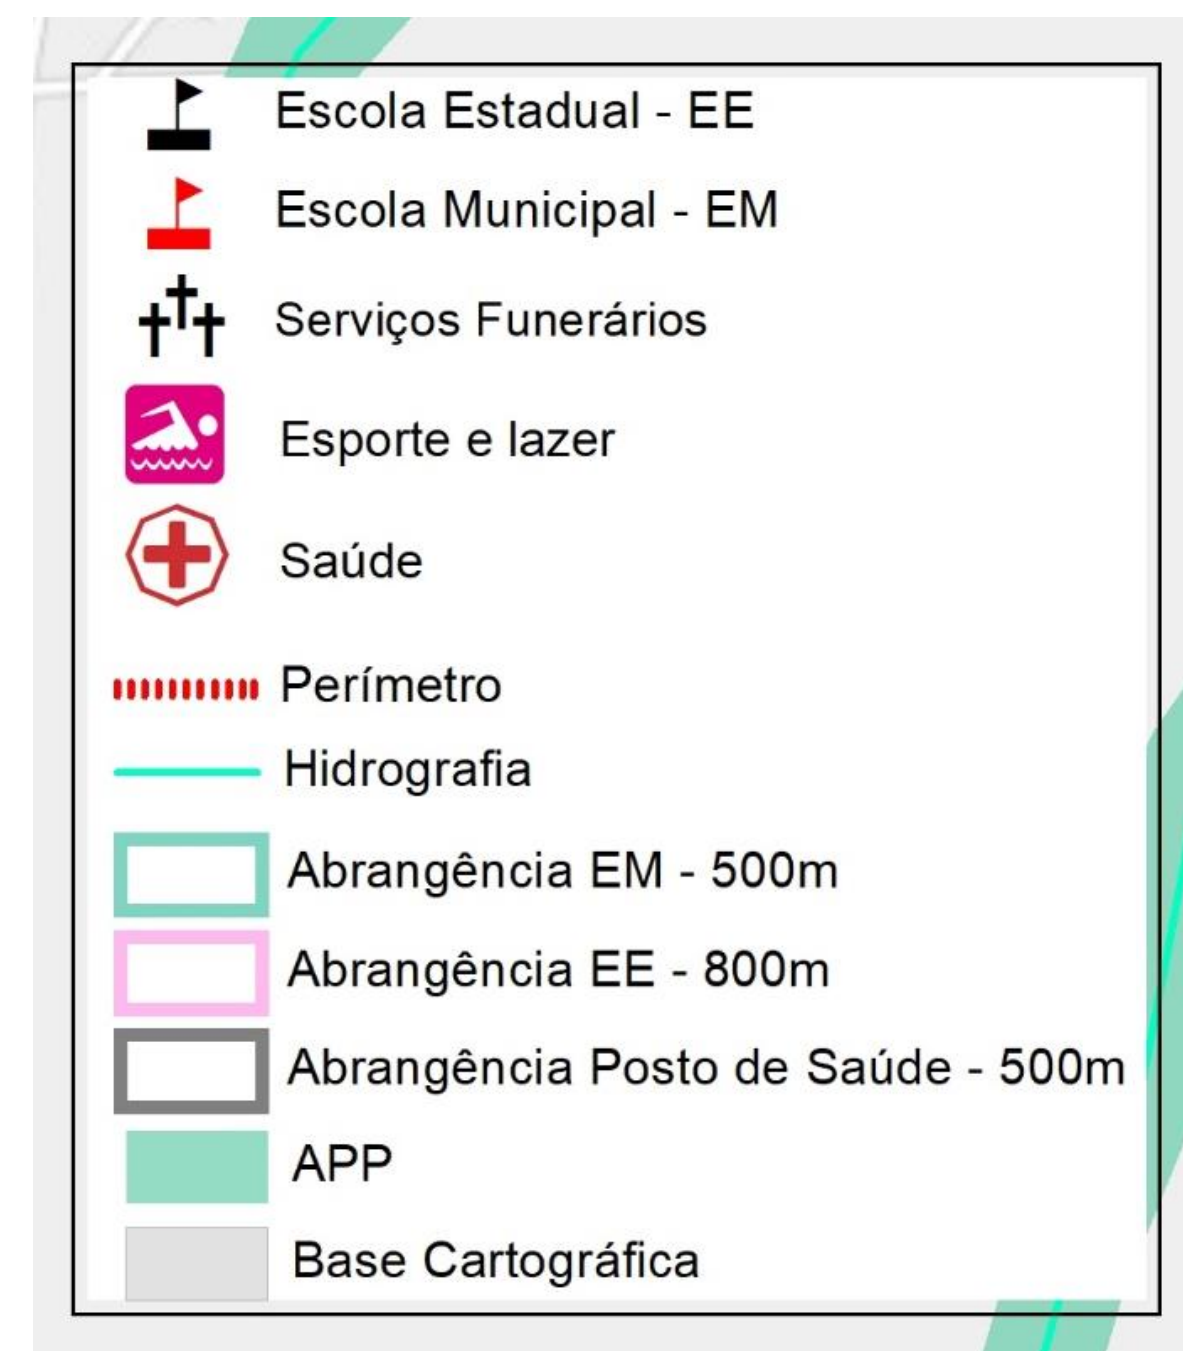 Escola Estadual - EE
Escola Municipal - EM
Serviços Funerários
Esporte e lazer
Saúde
Perímetro
Hidrografia
Abrangência EM - 500m
Abrangência EE - 800m
Abrangência Posto de Saúde - 500m
APP
Base Cartográfica